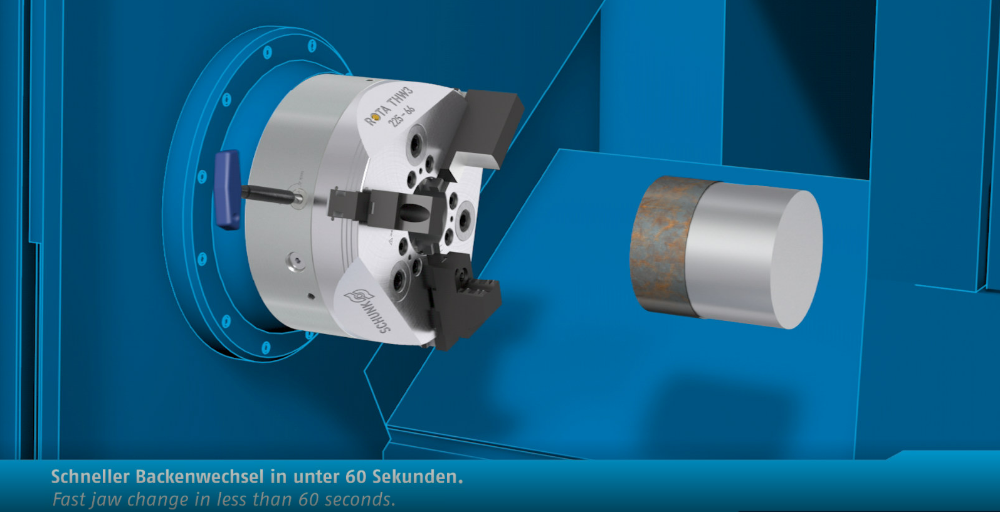 ROTA THW3
225-66
SCHUNK
Schneller Backenwechsel in unter 60 Sekunden.
Fast jaw change in less than 60 seconds.